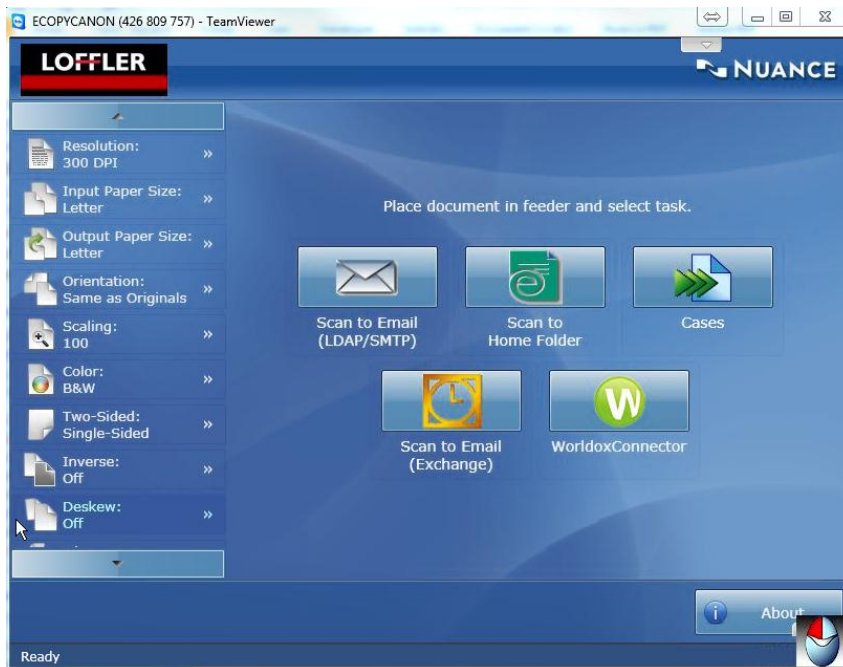 ECOPYCANON (426 809 757) - TeamViewer
LOFFLER
NUANCE
Resolution:
300 DPI
Input Paper Size:
Letter
Output Paper Size:
Letter
Orientation:
Same as Originals
Scaling:
100
Color:
B&W
Two-Sided:
Single-Sided
Inverse:
Off
Deskew:
Off
Place document in feeder and select task.
Scan to Email
(LDAP/SMTP)
Scan to
Home Folder
Cases
Scan to Email
(Exchange)
WorldoxConnector
About
Ready